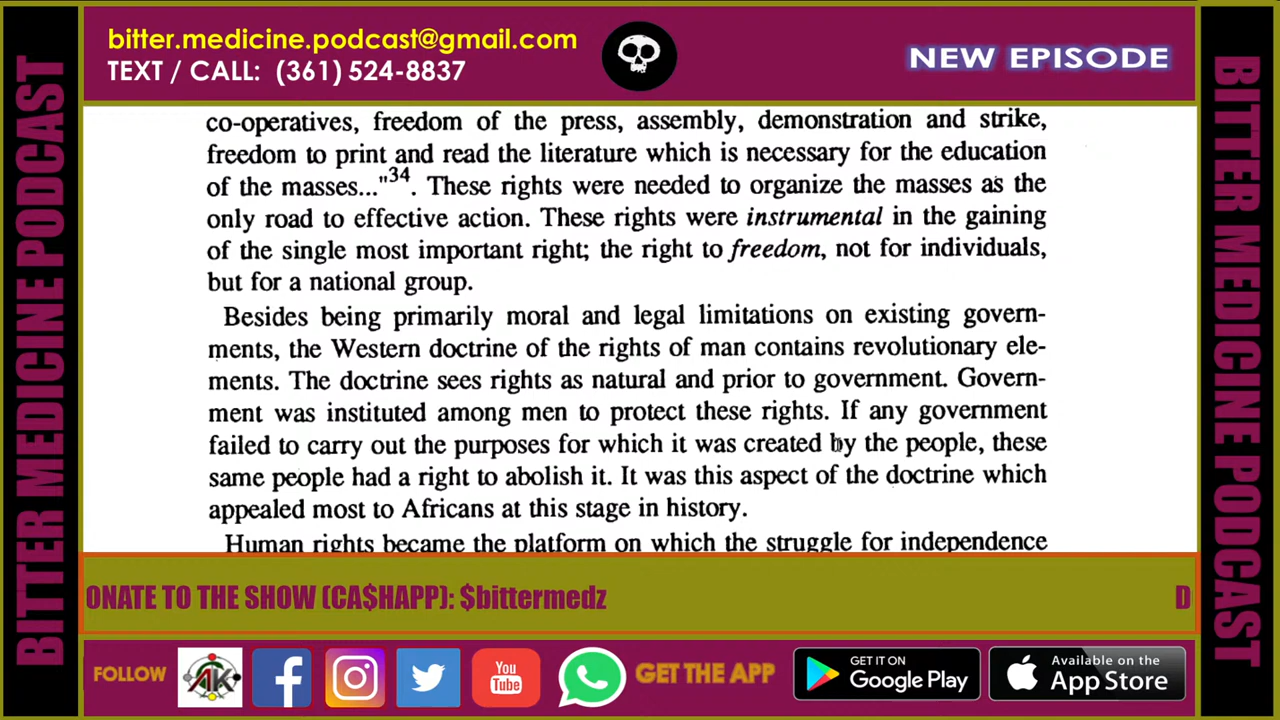 bitter.medicine.podcast@gmail.com
TEXT / CALL: (361) 524-8837
NEW EPISODE
BITTER MEDICINE PODCAST
co-operatives, freedom of the press, assembly, demonstration and strike,
freedom to print and read the literature which is necessary for the education
of the masses..."34. These rights were needed to organize the masses as the
only road to effective action. These rights were instrumental in the gaining
of the single most important right; the right to freedom, not for individuals,
but for a national group.
Besides being primarily moral and legal limitations on existing govern-
ments, the Western doctrine of the rights of man contains revolutionary ele-
ments. The doctrine sees rights as natural and prior to government. Govern-
ment was instituted among men to protect these rights. If any government
failed to carry out the purposes for which it was created by the people, these
same people had a right to abolish it. It was this aspect of the doctrine which
appealed most to Africans at this stage in history.
Human rights became the platform on which the struggle for independence
BITTER MEDICINE PODCAST
ONATE TO THE SHOW (CA$HAPP): $bittermedz
D
FOLLOW
ATK
You
Tube
GET THE APP
GET IT ON
Google Play
Available on the
App Store